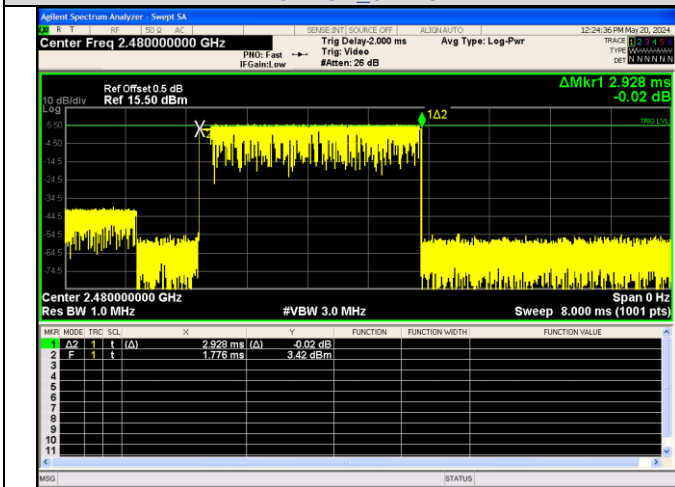 Agilent Spectrum Analyzer - Swept SA
R T RF 50 Ω AC SENSE:INT SOURCE OFF ALIGN AUTO 12:24:36 PM May 20, 2024
Center Freq 2.480000000 GHz Trig Delay-2.000 ms Avg Type: Log-Pwr TRACE 1 2 3 4 5 6
PNO: Fast Trig: Video TYPE
IFGain:Low #Atten: 26 dB DET N N N N N N
ΔMkr1 2.928 ms
Ref Offset 0.5 dB -0.02 dB
10 dB/div Ref 15.50 dBm
Log
1Δ2
5.50 TRIG LVL
-4.50
-14.5
-24.5
-34.5
-44.5
-54.5
-64.5
-74.5
Center 2.480000000 GHz Span 0 Hz
Res BW 1.0 MHz #VBW 3.0 MHz Sweep 8.000 ms (1001 pts)
MKR MODE TRC SCL X Y FUNCTION FUNCTION WIDTH FUNCTION VALUE
1 Δ2 1 t (Δ) 2.928 ms (Δ) -0.02 dB
2 F 1 t 1.776 ms 3.42 dBm
3
4
5
6
7
8
9
10
11
MSG STATUS